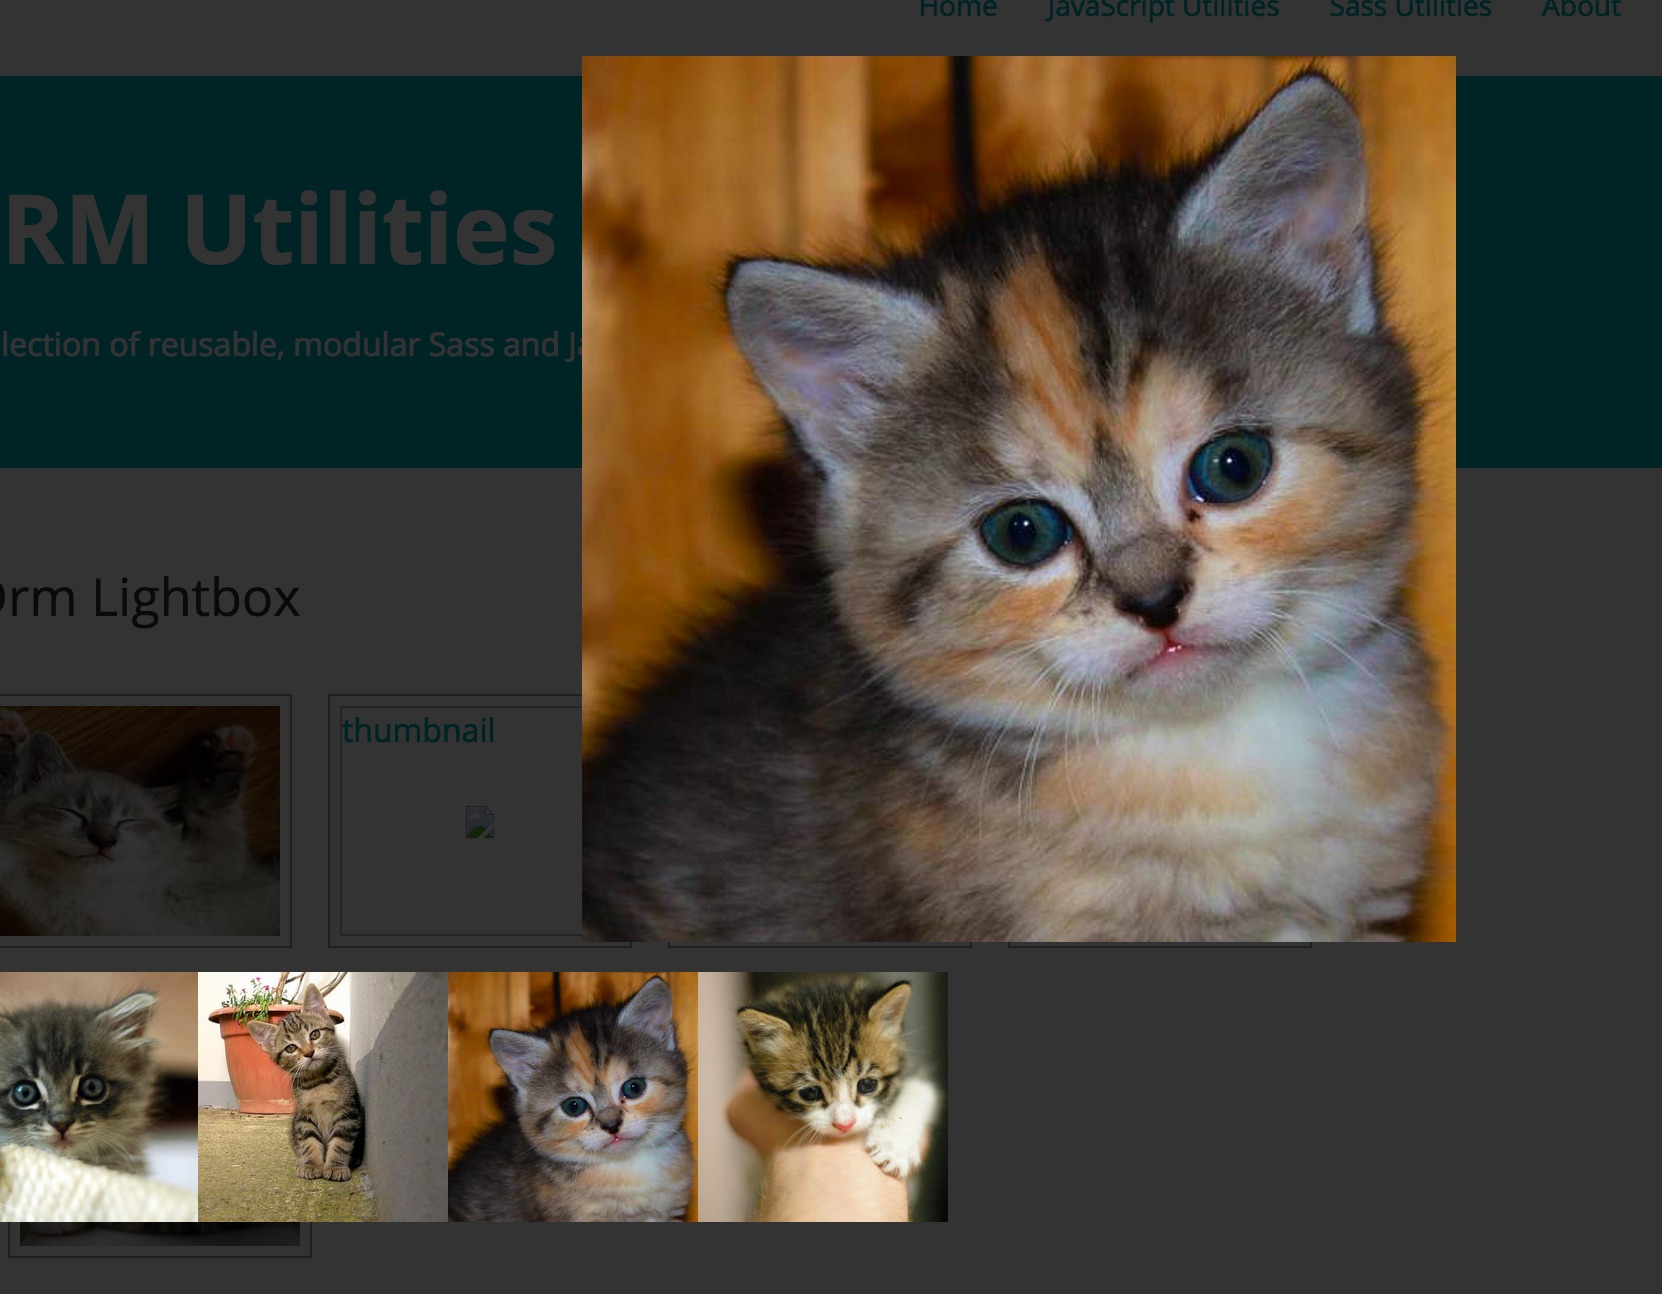 Home JavaScript Utilities Sass Utilities About
RM Utilities
lection of reusable, modular Sass and Ja
Orm Lightbox
thumbnail